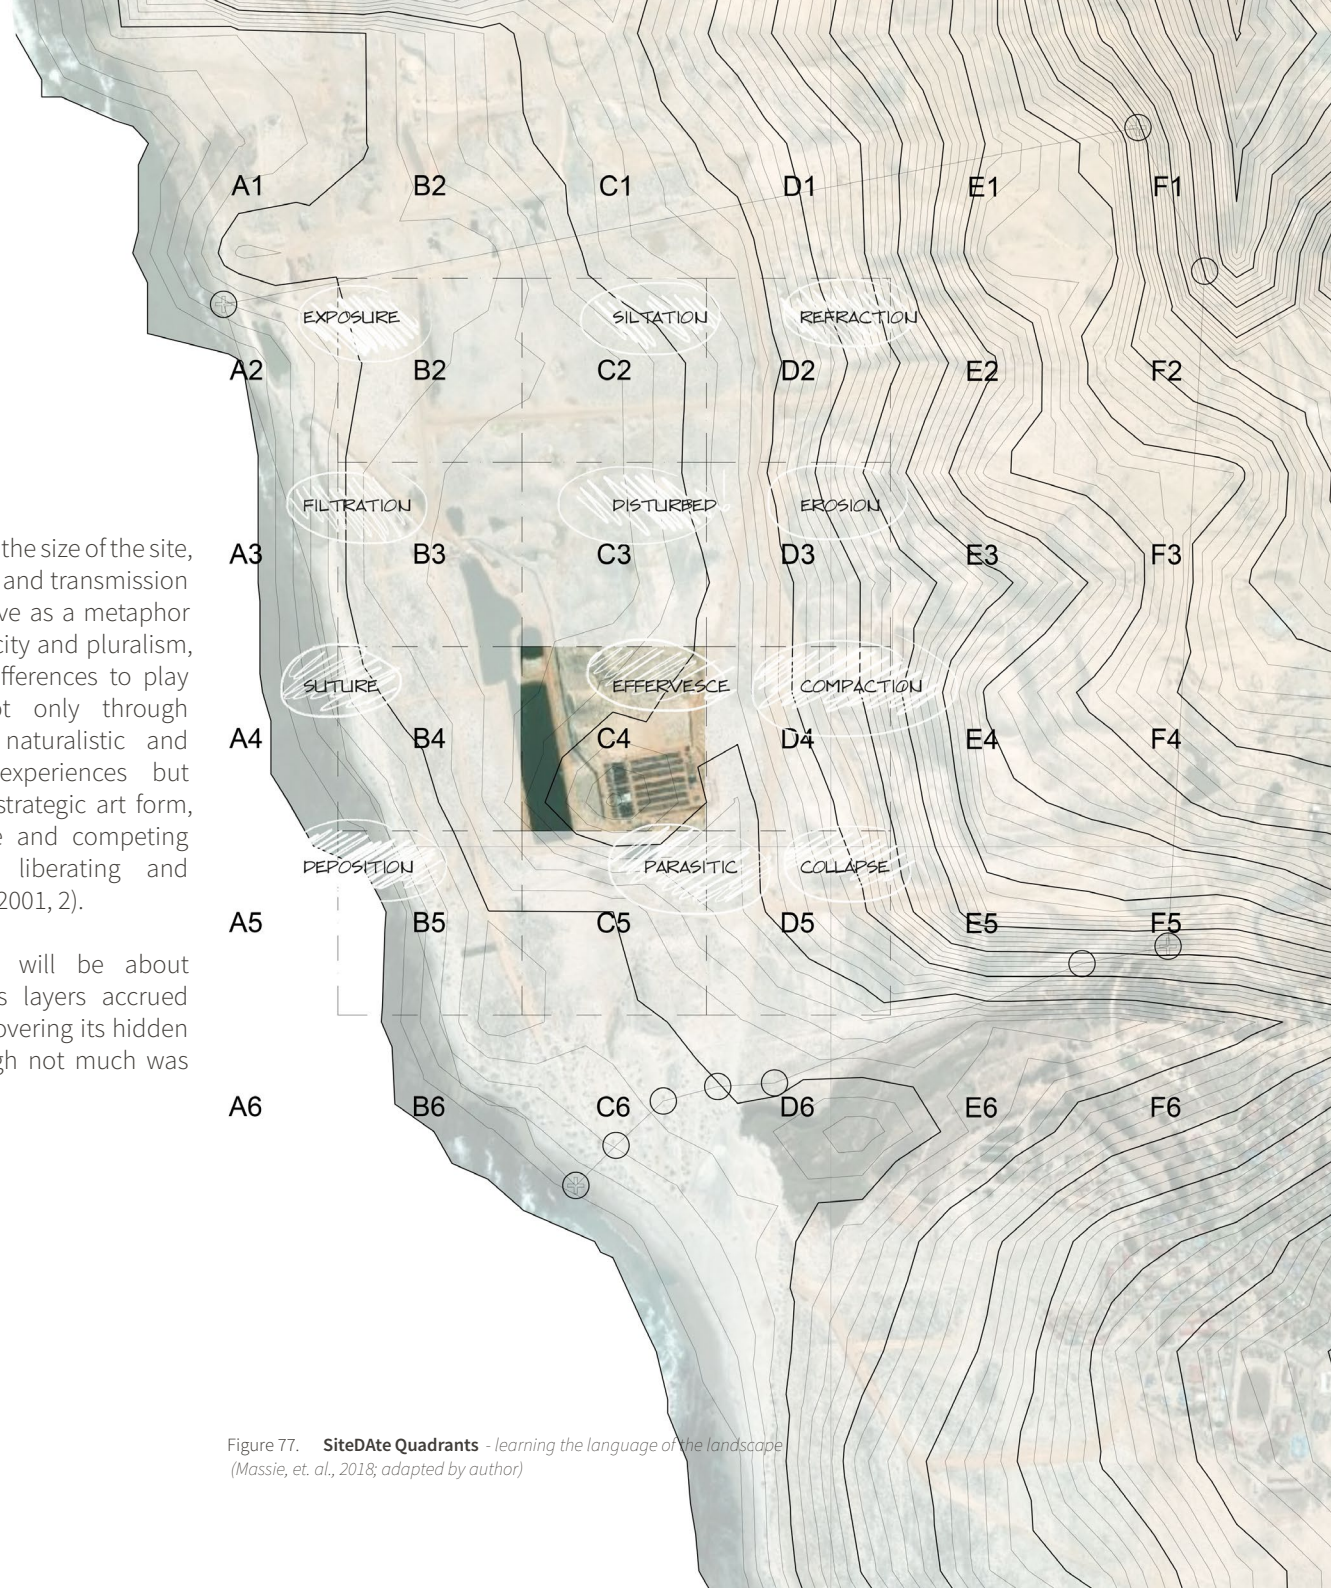 A1 B2 C1 D1 E1 F1
EXPOSURE SILTATION REFRACTION
A2 B2 C2 D2 E2 F2
FILTRATION DISTURBED EROSION
A3 B3 C3 D3 E3 F3
SUTURE EFFERVESCE COMPACTION
A4 B4 C4 D4 E4 F4
DEPOSITION PARASITIC COLLAPSE
A5 B5 C5 D5 E5 F5
A6 B6 C6 D6 E6 F6
the size of the site,
and transmission
ve as a metaphor
city and pluralism,
fferences to play
ot only through
naturalistic and
experiences but
strategic art form,
e and competing
liberating and
2001, 2).
will be about
s layers accrued
overing its hidden
gh not much was
Figure 77. SiteDAte Quadrants - learning the language of the landscape
(Massie, et. al., 2018; adapted by author)